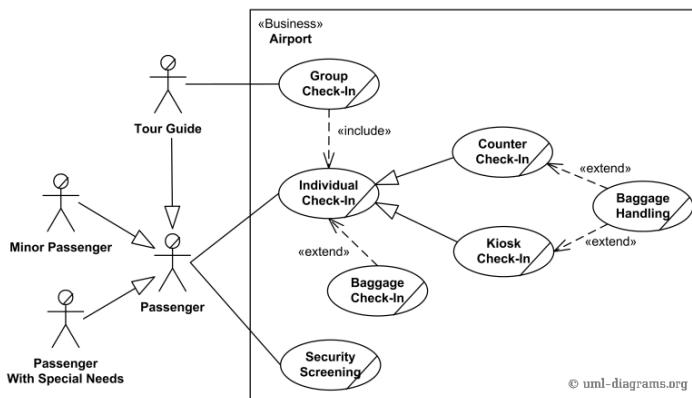 «Business»
Airport
Group
Check-In
Tour Guide
«include»
Counter
Check-In
«extend»
Individual
Check-In
Baggage
Handling
Minor Passenger
«extend»
Kiosk
Check-In
«extend»
Baggage
Check-In
Passenger
Passenger
With Special Needs
Security
Screening
© uml-diagrams.org